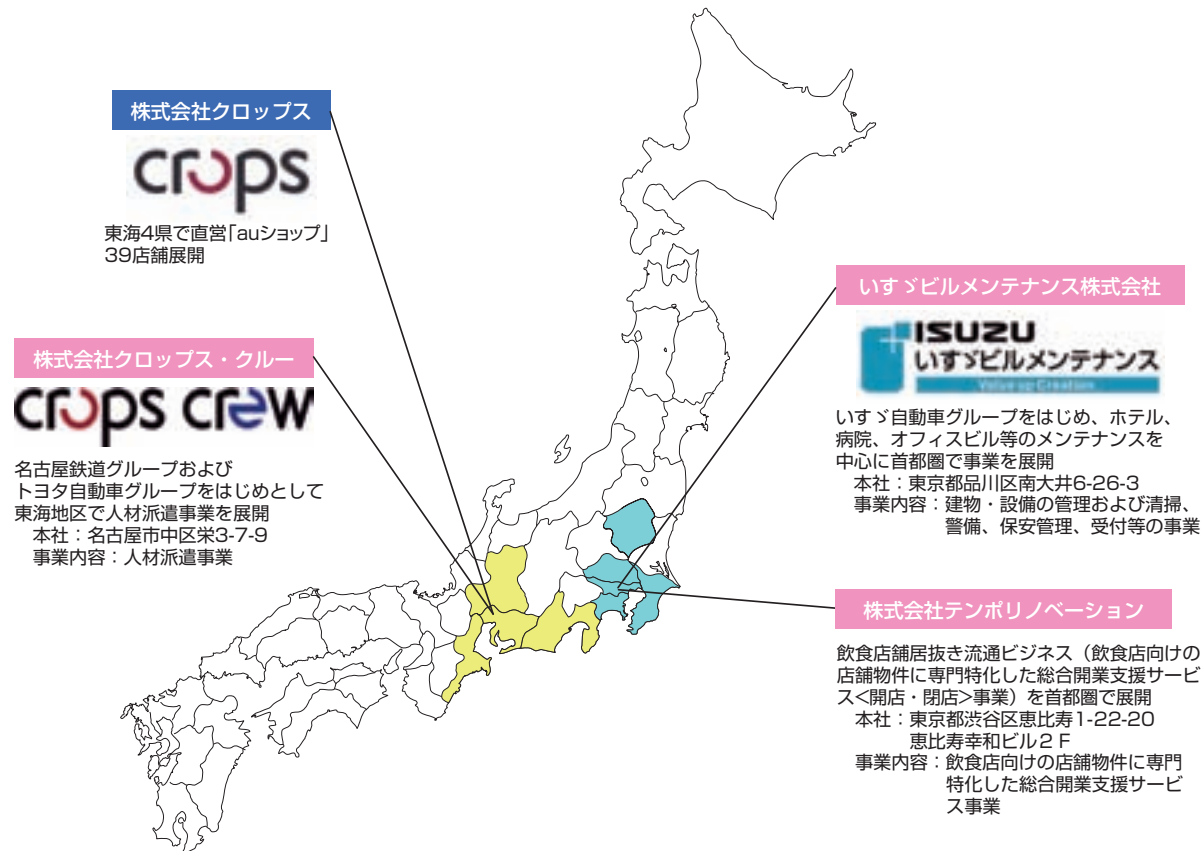 株式会社クロップス
crops
東海4県で直営「auショップ」
39店舗展開
株式会社クロップス・クルー
crops crew
名古屋鉄道グループおよび
トヨタ自動車グループをはじめとして
東海地区で人材派遣事業を展開
本社：名古屋市中区栄3-7-9
事業内容：人材派遣事業
いすゞビルメンテナンス株式会社
ISUZU
いすゞビルメンテナンス
Value up Creation
いすゞ自動車グループをはじめ、ホテル、
病院、オフィスビル等のメンテナンスを
中心に首都圏で事業を展開
本社：東京都品川区南大井6-26-3
事業内容：建物・設備の管理および清掃、
警備、保安管理、受付等の事業
株式会社テンポリノベーション
飲食店舗居抜き流通ビジネス（飲食店向けの
店舗物件に専門特化した総合開業支援サービ
ス<開店・閉店>事業）を首都圏で展開
本社：東京都渋谷区恵比寿1-22-20
恵比寿幸和ビル２Ｆ
事業内容：飲食店向けの店舗物件に専門
特化した総合開業支援サービ
ス事業